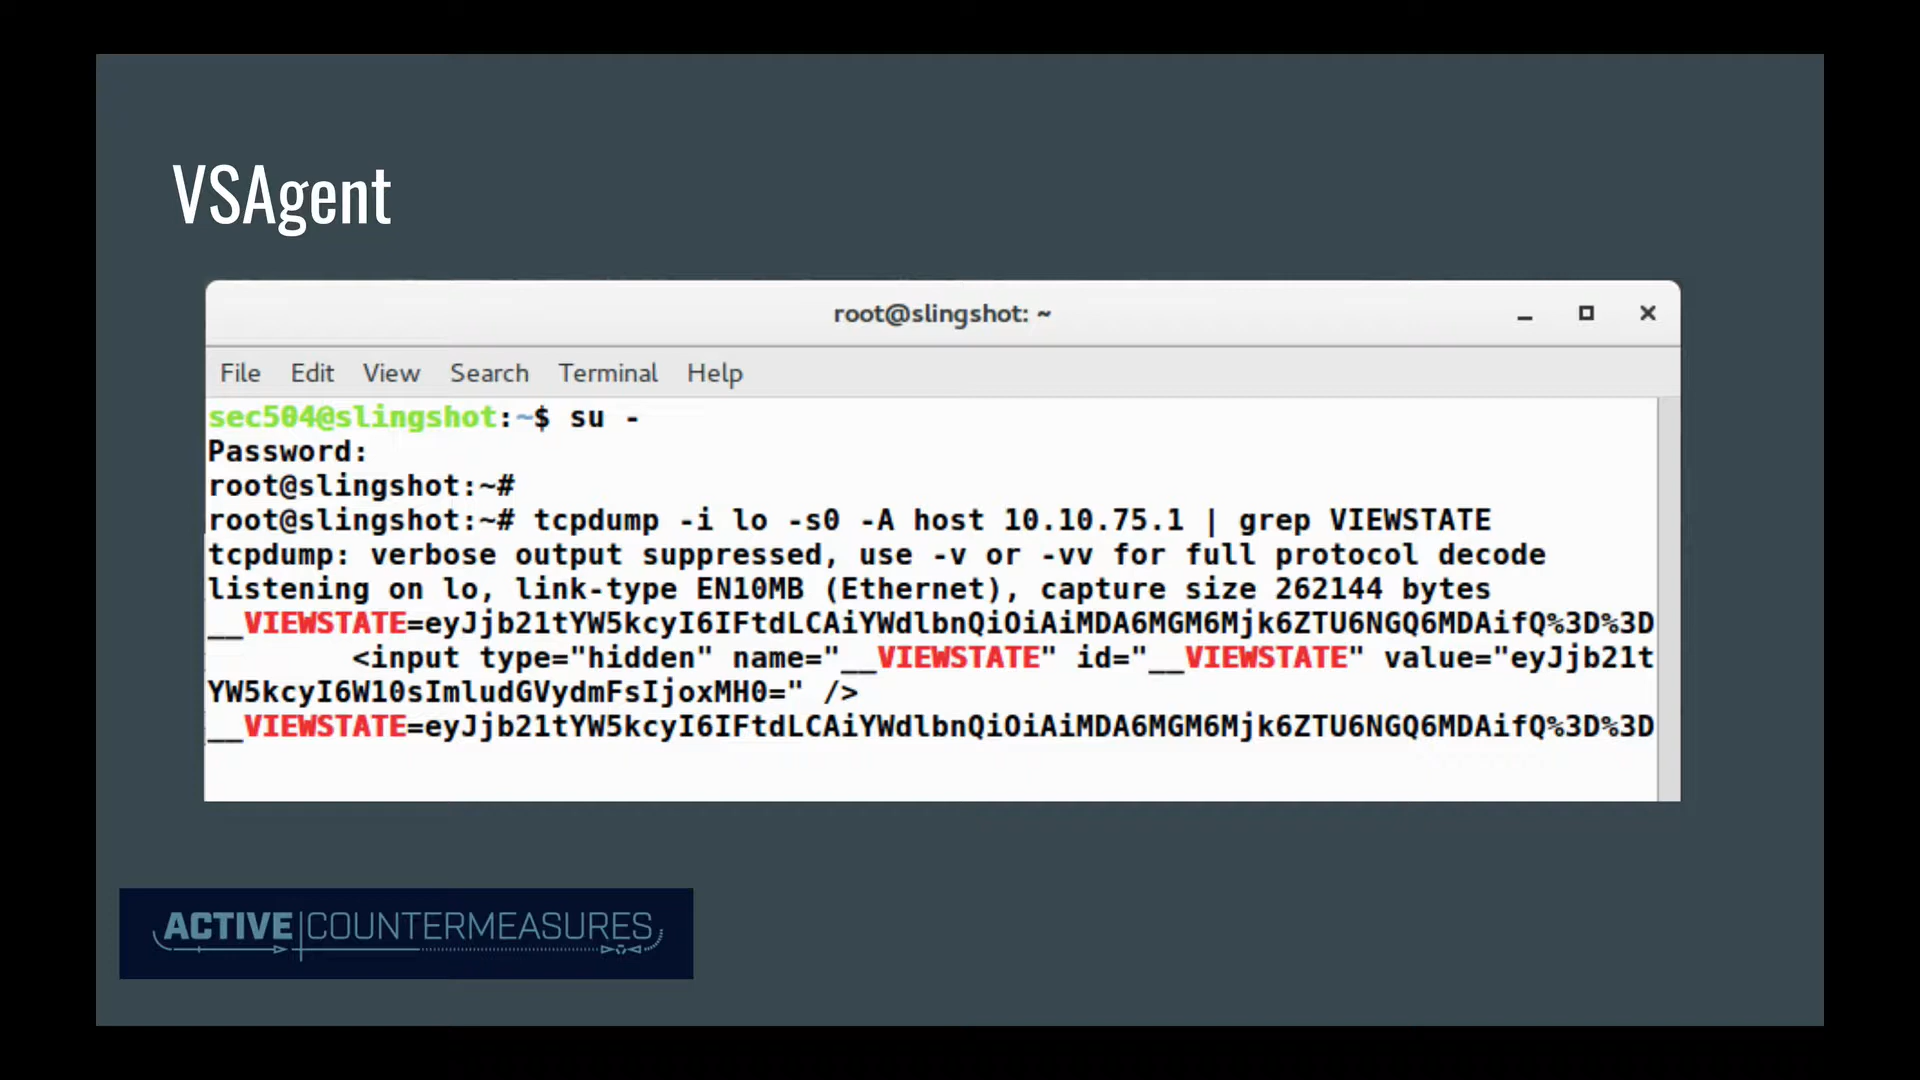 VSAgent
root@slingshot: ~
File Edit View Search Terminal Help
sec504@slingshot:~$ su -
Password:
root@slingshot:~#
root@slingshot:~# tcpdump -i lo -s0 -A host 10.10.75.1 | grep VIEWSTATE
tcpdump: verbose output suppressed, use -v or -vv for full protocol decode
listening on lo, link-type EN10MB (Ethernet), capture size 262144 bytes
__VIEWSTATE=eyJjb21tYW5kcyI6IFtdLCAiYWdlbnQiOiAiMDA6MGM6Mjk6ZTU6NGQ6MDAifQ%3D%3D
        <input type="hidden" name="__VIEWSTATE" id="__VIEWSTATE" value="eyJjb21t
YW5kcyI6W10sImludGVydmFsIjoxMH0=" />
__VIEWSTATE=eyJjb21tYW5kcyI6IFtdLCAiYWdlbnQiOiAiMDA6MGM6Mjk6ZTU6NGQ6MDAifQ%3D%3D
ACTIVE COUNTERMEASURES